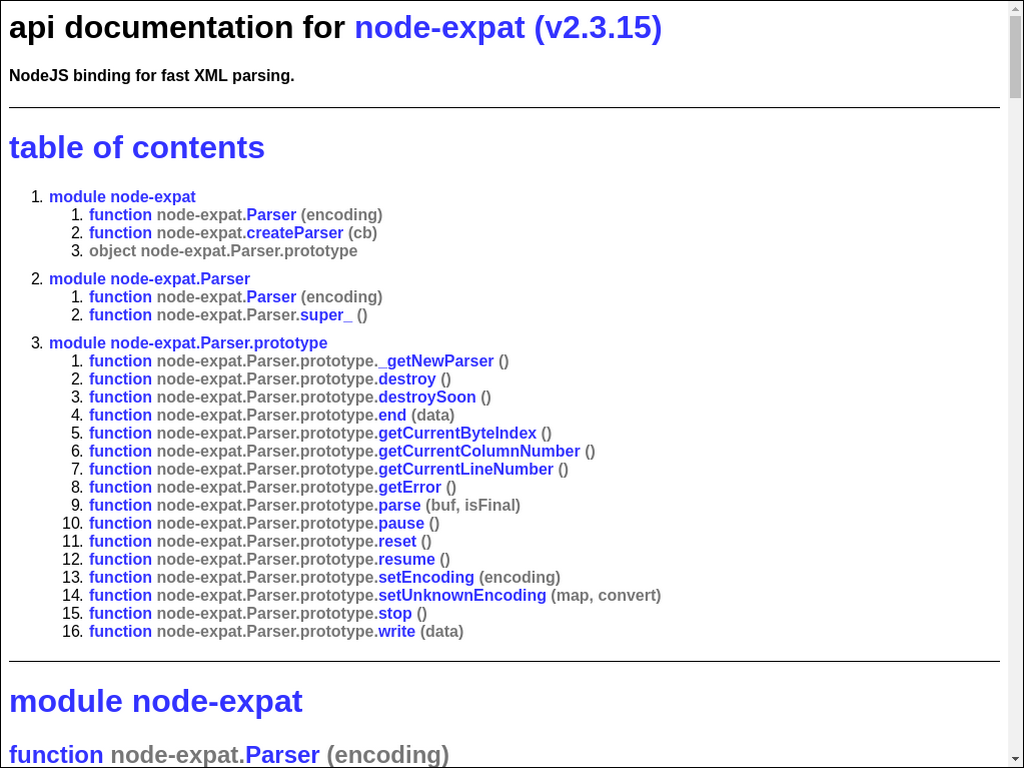 api documentation for node-expat (v2.3.15)
NodeJS binding for fast XML parsing.
table of contents
1. module node-expat
1. function node-expat.Parser (encoding)
2. function node-expat.createParser (cb)
3. object node-expat.Parser.prototype
2. module node-expat.Parser
1. function node-expat.Parser (encoding)
2. function node-expat.Parser.super_ ()
3. module node-expat.Parser.prototype
1. function node-expat.Parser.prototype._getNewParser ()
2. function node-expat.Parser.prototype.destroy ()
3. function node-expat.Parser.prototype.destroySoon ()
4. function node-expat.Parser.prototype.end (data)
5. function node-expat.Parser.prototype.getCurrentByteIndex ()
6. function node-expat.Parser.prototype.getCurrentColumnNumber ()
7. function node-expat.Parser.prototype.getCurrentLineNumber ()
8. function node-expat.Parser.prototype.getError ()
9. function node-expat.Parser.prototype.parse (buf, isFinal)
10. function node-expat.Parser.prototype.pause ()
11. function node-expat.Parser.prototype.reset ()
12. function node-expat.Parser.prototype.resume ()
13. function node-expat.Parser.prototype.setEncoding (encoding)
14. function node-expat.Parser.prototype.setUnknownEncoding (map, convert)
15. function node-expat.Parser.prototype.stop ()
16. function node-expat.Parser.prototype.write (data)
module node-expat
function node-expat.Parser (encoding)